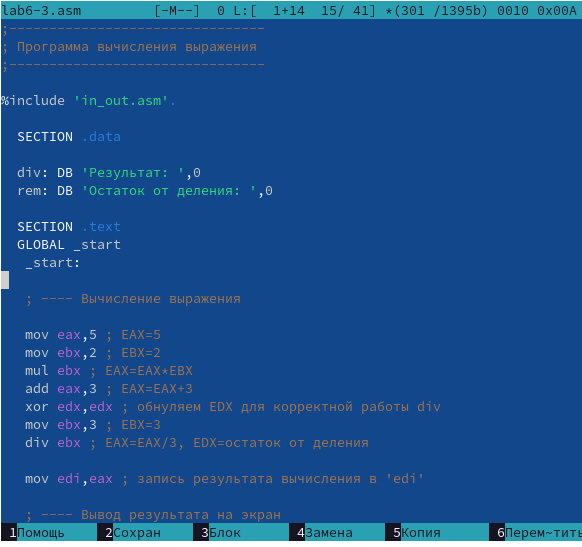 lab6-3.asm         [-M--]  0 L:[  1+14  15/ 41] *(301 /1395b) 0010 0x00A
;--------------------------------
; Программа вычисления выражения
;--------------------------------
%include 'in_out.asm'.
SECTION .data
div: DB 'Результат: ',0
rem: DB 'Остаток от деления: ',0
SECTION .text
GLOBAL _start
_start:
; ---- Вычисление выражения
mov eax,5 ; EAX=5
mov ebx,2 ; EBX=2
mul ebx ; EAX=EAX*EBX
add eax,3 ; EAX=EAX+3
xor edx,edx ; обнуляем EDX для корректной работы div
mov ebx,3 ; EBX=3
div ebx ; EAX=EAX/3, EDX=остаток от деления
mov edi,eax ; запись результата вычисления в 'edi'
; ---- Вывод результата на экран
1Помощь 2Сохран 3Блок 4Замена 5Копия 6Перем~тить